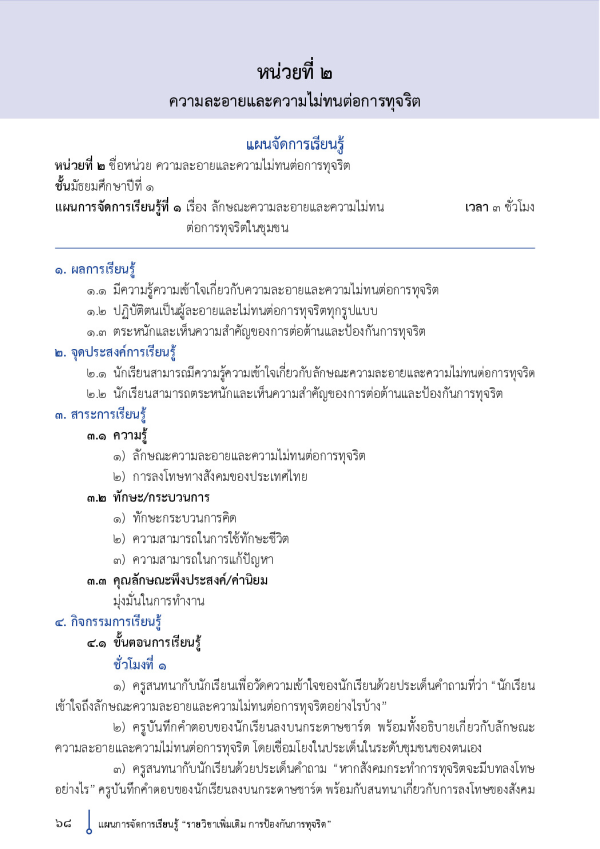 หน่วยที่ ๒
ความละอายและความไม่ทนต่อการทุจริต
แผนจัดการเรียนรู้
หน่วยที่ ๒ ชื่อหน่วย ความละอายและความไม่ทนต่อการทุจริต
ชั้นมัธยมศึกษาปีที่ ๑
แผนการจัดการเรียนรู้ที่ ๑ เรื่อง ลักษณะความละอายและความไม่ทน เวลา ๓ ชั่วโมง
ต่อการทุจริตในชุมชน
๑. ผลการเรียนรู้
๑.๑ มีความรู้ความเข้าใจเกี่ยวกับความละอายและความไม่ทนต่อการทุจริต
๑.๒ ปฏิบัติตนเป็นผู้ละอายและไม่ทนต่อการทุจริตทุกรูปแบบ
๑.๓ ตระหนักและเห็นความสำคัญของการต่อต้านและป้องกันการทุจริต
๒. จุดประสงค์การเรียนรู้
๒.๑ นักเรียนสามารถมีความรู้ความเข้าใจเกี่ยวกับลักษณะความละอายและความไม่ทนต่อการทุจริต
๒.๒ นักเรียนสามารถตระหนักและเห็นความสำคัญของการต่อต้านและป้องกันการทุจริต
๓. สาระการเรียนรู้
๓.๑ ความรู้
๑) ลักษณะความละอายและความไม่ทนต่อการทุจริต
๒) การลงโทษทางสังคมของประเทศไทย
๓.๒ ทักษะ/กระบวนการ
๑) ทักษะกระบวนการคิด
๒) ความสามารถในการใช้ทักษะชีวิต
๓) ความสามารถในการแก้ปัญหา
๓.๓ คุณลักษณะพึงประสงค์/ค่านิยม
มุ่งมั่นในการทำงาน
๔. กิจกรรมการเรียนรู้
๔.๑ ขั้นตอนการเรียนรู้
ชั่วโมงที่ ๑
๑) ครูสนทนากับนักเรียนเพื่อวัดความเข้าใจของนักเรียนด้วยประเด็นคำถามที่ว่า “นักเรียน
เข้าใจถึงลักษณะความละอายและความไม่ทนต่อการทุจริตอย่างไรบ้าง”
๒) ครูบันทึกคำตอบของนักเรียนลงบนกระดาษชาร์ต พร้อมทั้งอธิบายเกี่ยวกับลักษณะ
ความละอายและความไม่ทนต่อการทุจริต โดยเชื่อมโยงในประเด็นในระดับชุมชนของตนเอง
๓) ครูสนทนากับนักเรียนด้วยประเด็นคำถาม “หากสังคมกระทำการทุจริตจะมีบทลงโทษ
อย่างไร” ครูบันทึกคำตอบของนักเรียนลงบนกระดาษชาร์ต พร้อมกับสนทนาเกี่ยวกับการลงโทษของสังคม
๖๘ แผนการจัดการเรียนรู้ “รายวิชาเพิ่มเติม การป้องกันการทุจริต”